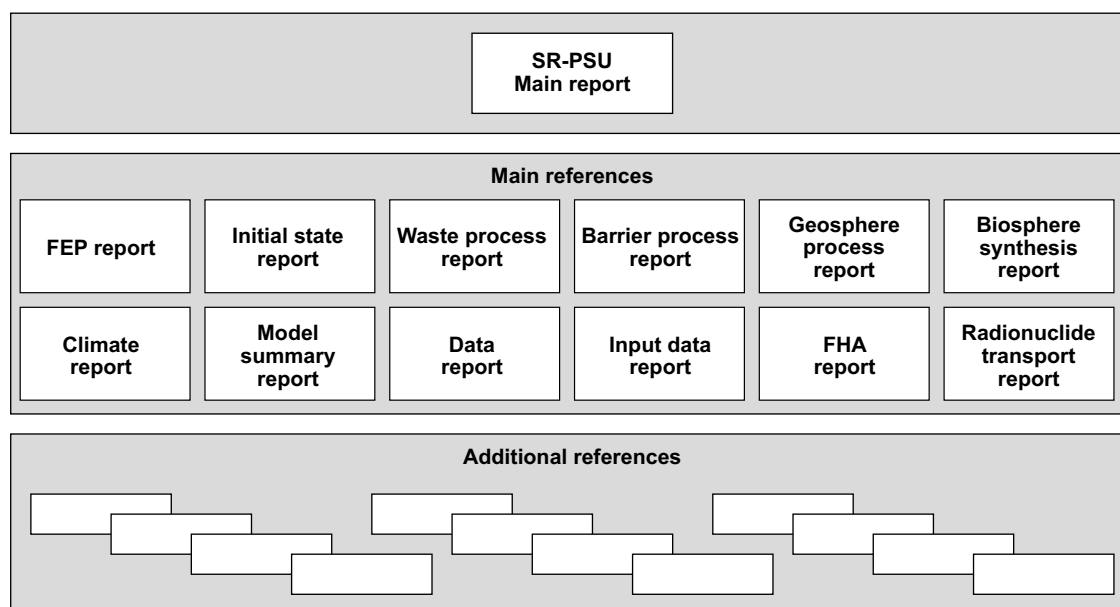 SR-PSU
Main report
Main references
FEP report
Initial state
report
Waste process
report
Barrier process
report
Geosphere
process
report
Biosphere
synthesis
report
Climate
report
Model
summary
report
Data
report
Input data
report
FHA
report
Radionuclide
transport
report
Additional references